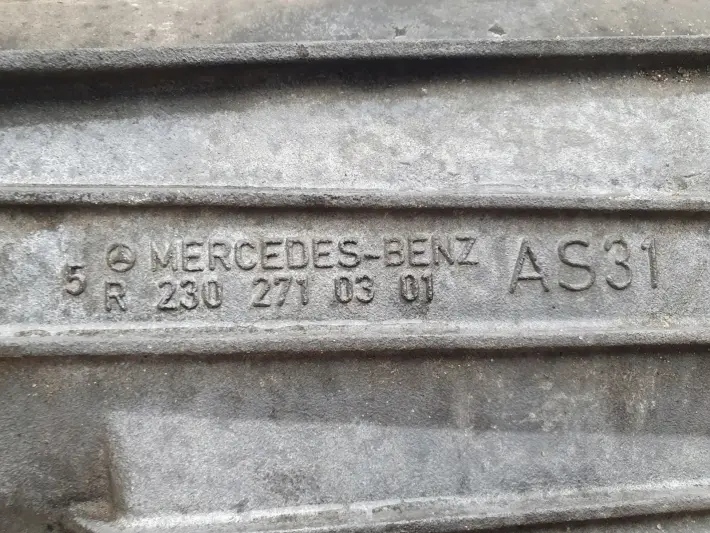 5 MERCEDES-BENZ AS31
R 230 271 03 01